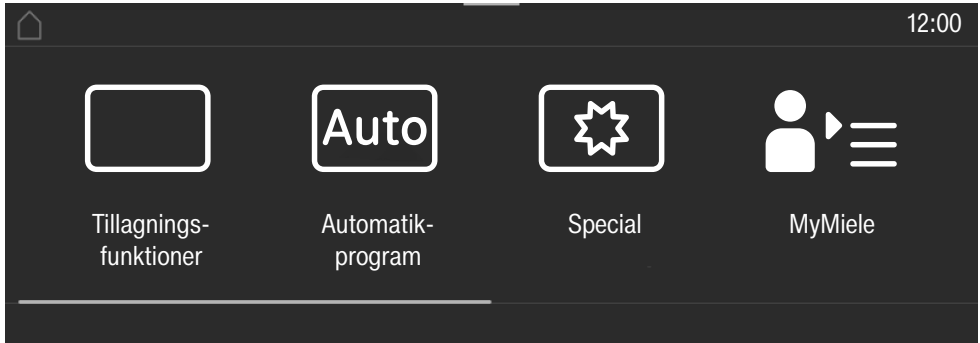 12:00
Auto
Tillagnings-
funktioner
Automatik-
program
Special
MyMiele